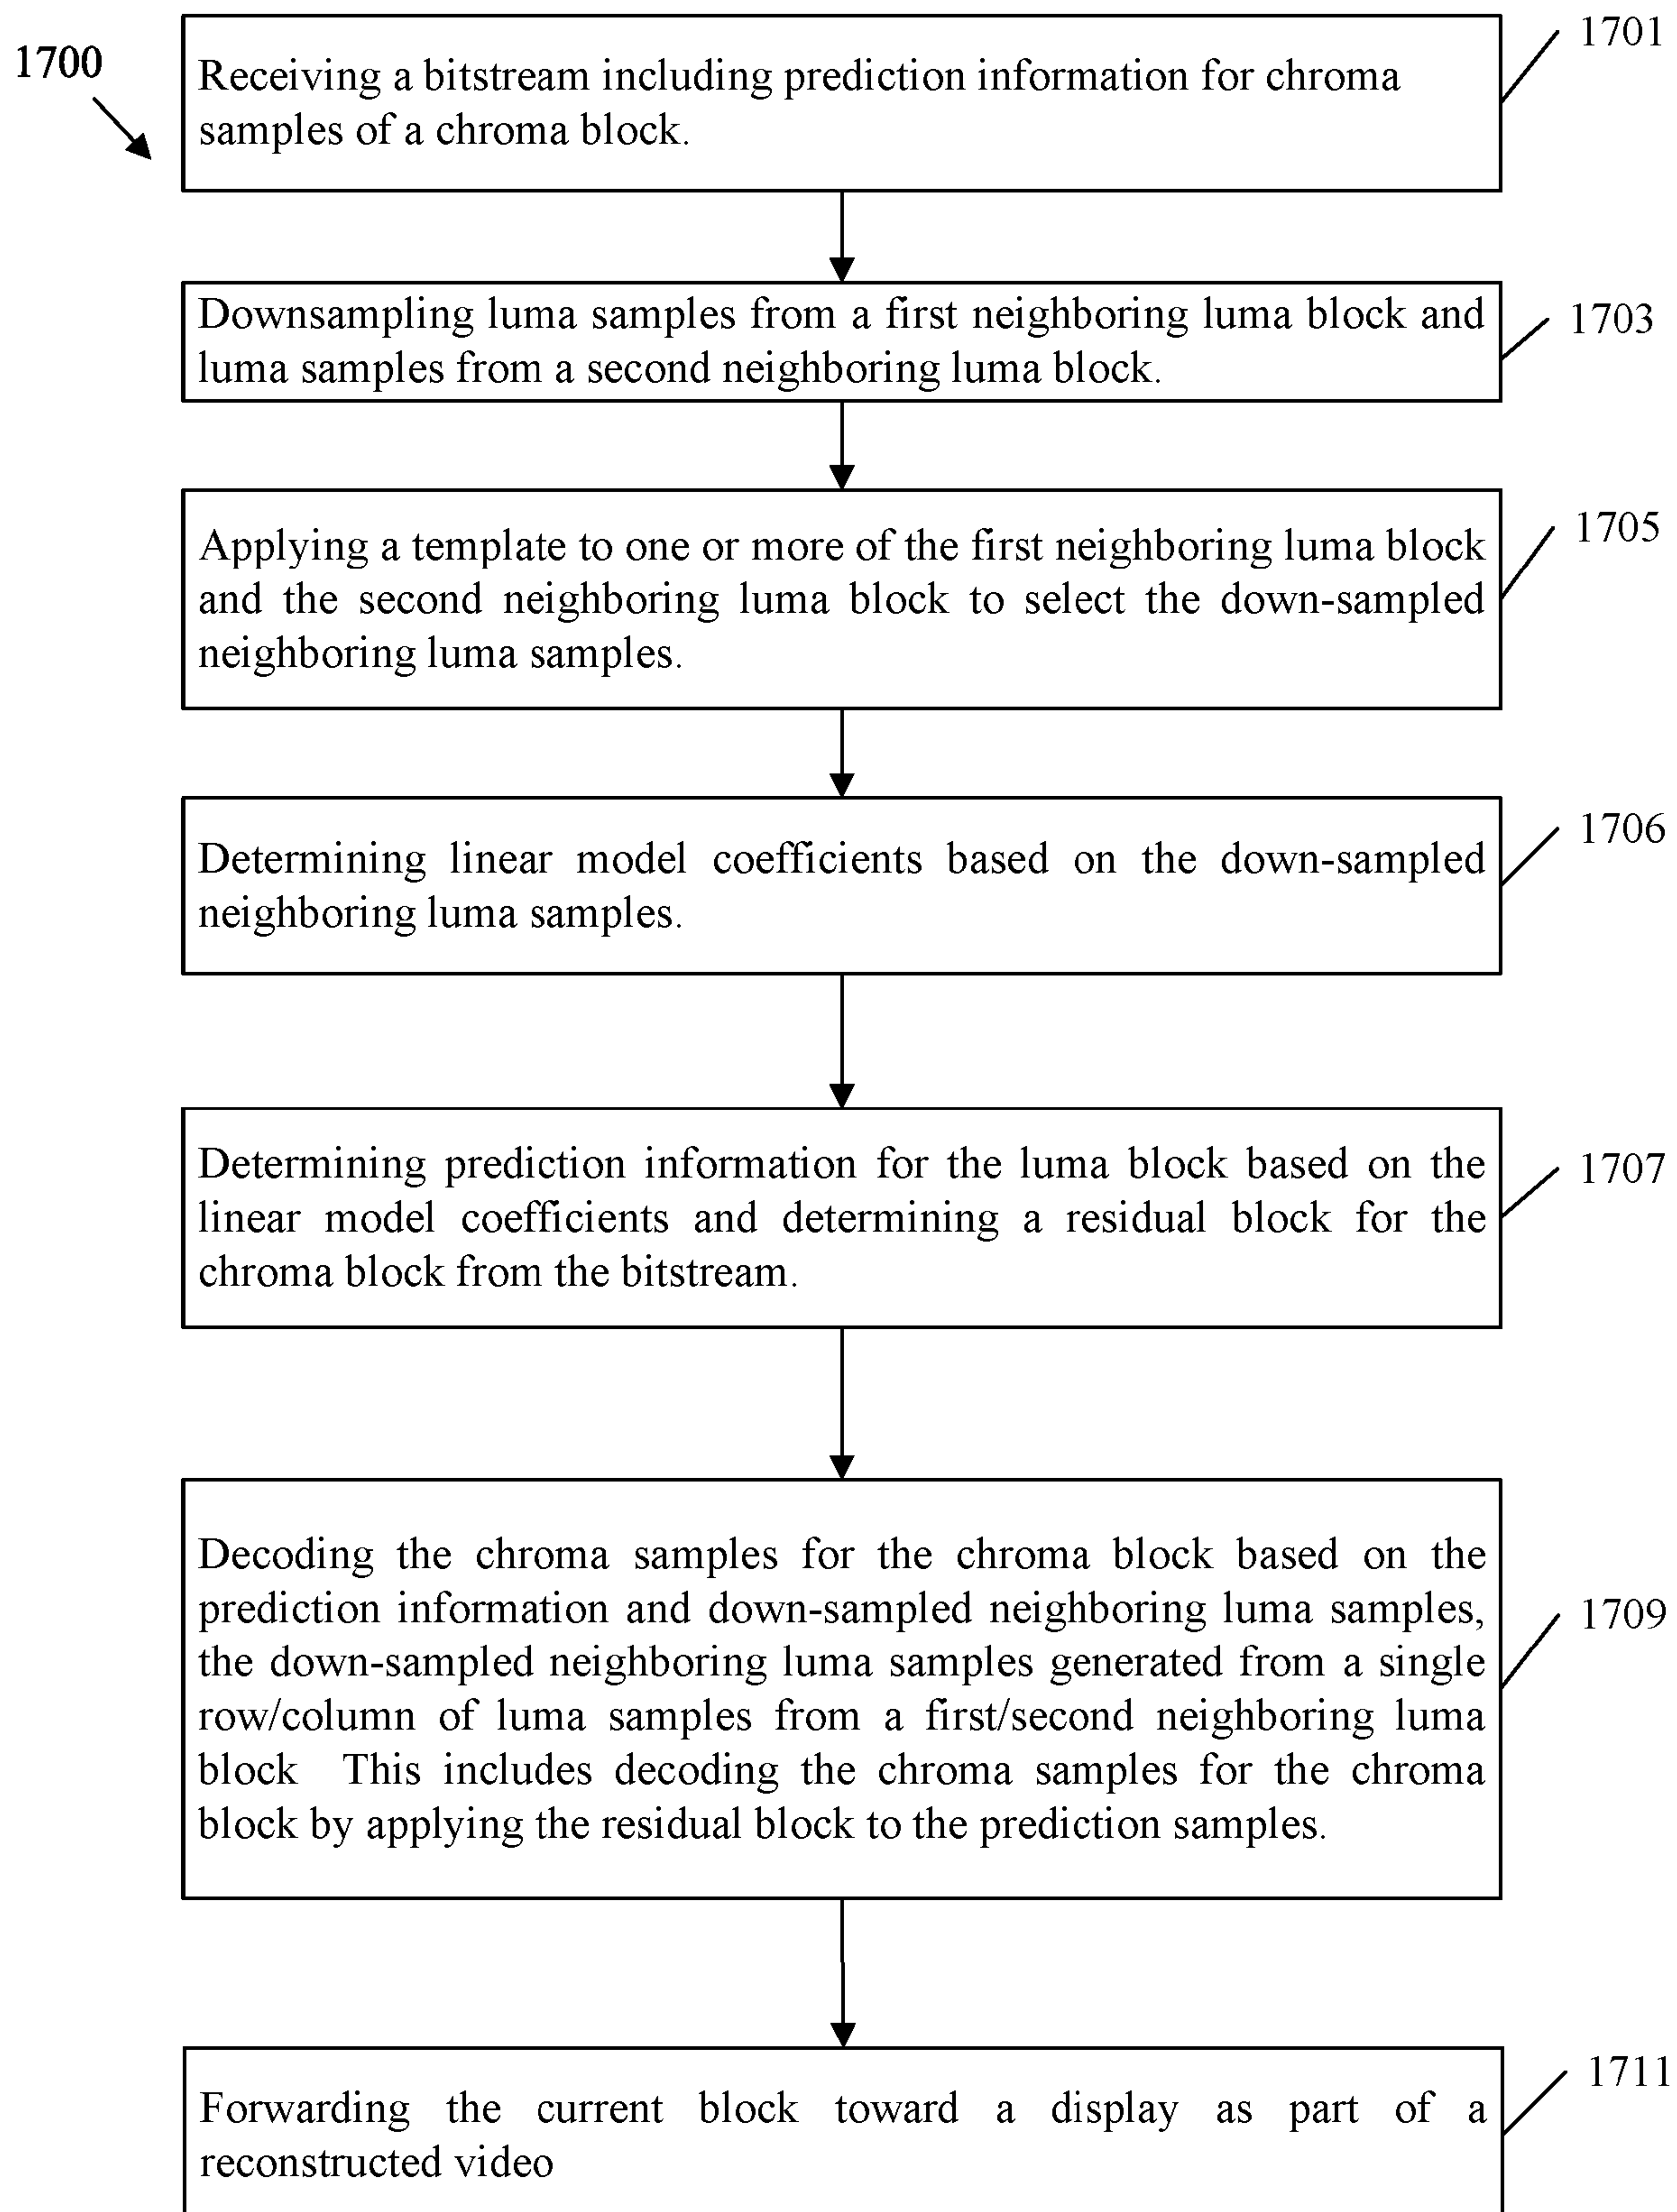 1700
1701
Receiving a bitstream including prediction information for chroma
samples of a chroma block.
1703
Downsampling luma samples from a first neighboring luma block and
luma samples from a second neighboring luma block.
1705
Applying a template to one or more of the first neighboring luma block
and the second neighboring luma block to select the down-sampled
neighboring luma samples.
1706
Determining linear model coefficients based on the down-sampled
neighboring luma samples.
1707
Determining prediction information for the luma block based on the
linear model coefficients and determining a residual block for the
chroma block from the bitstream.
1709
Decoding the chroma samples for the chroma block based on the
prediction information and down-sampled neighboring luma samples,
the down-sampled neighboring luma samples generated from a single
row/column of luma samples from a first/second neighboring luma
block This includes decoding the chroma samples for the chroma
block by applying the residual block to the prediction samples.
1711
Forwarding the current block toward a display as part of a
reconstructed video